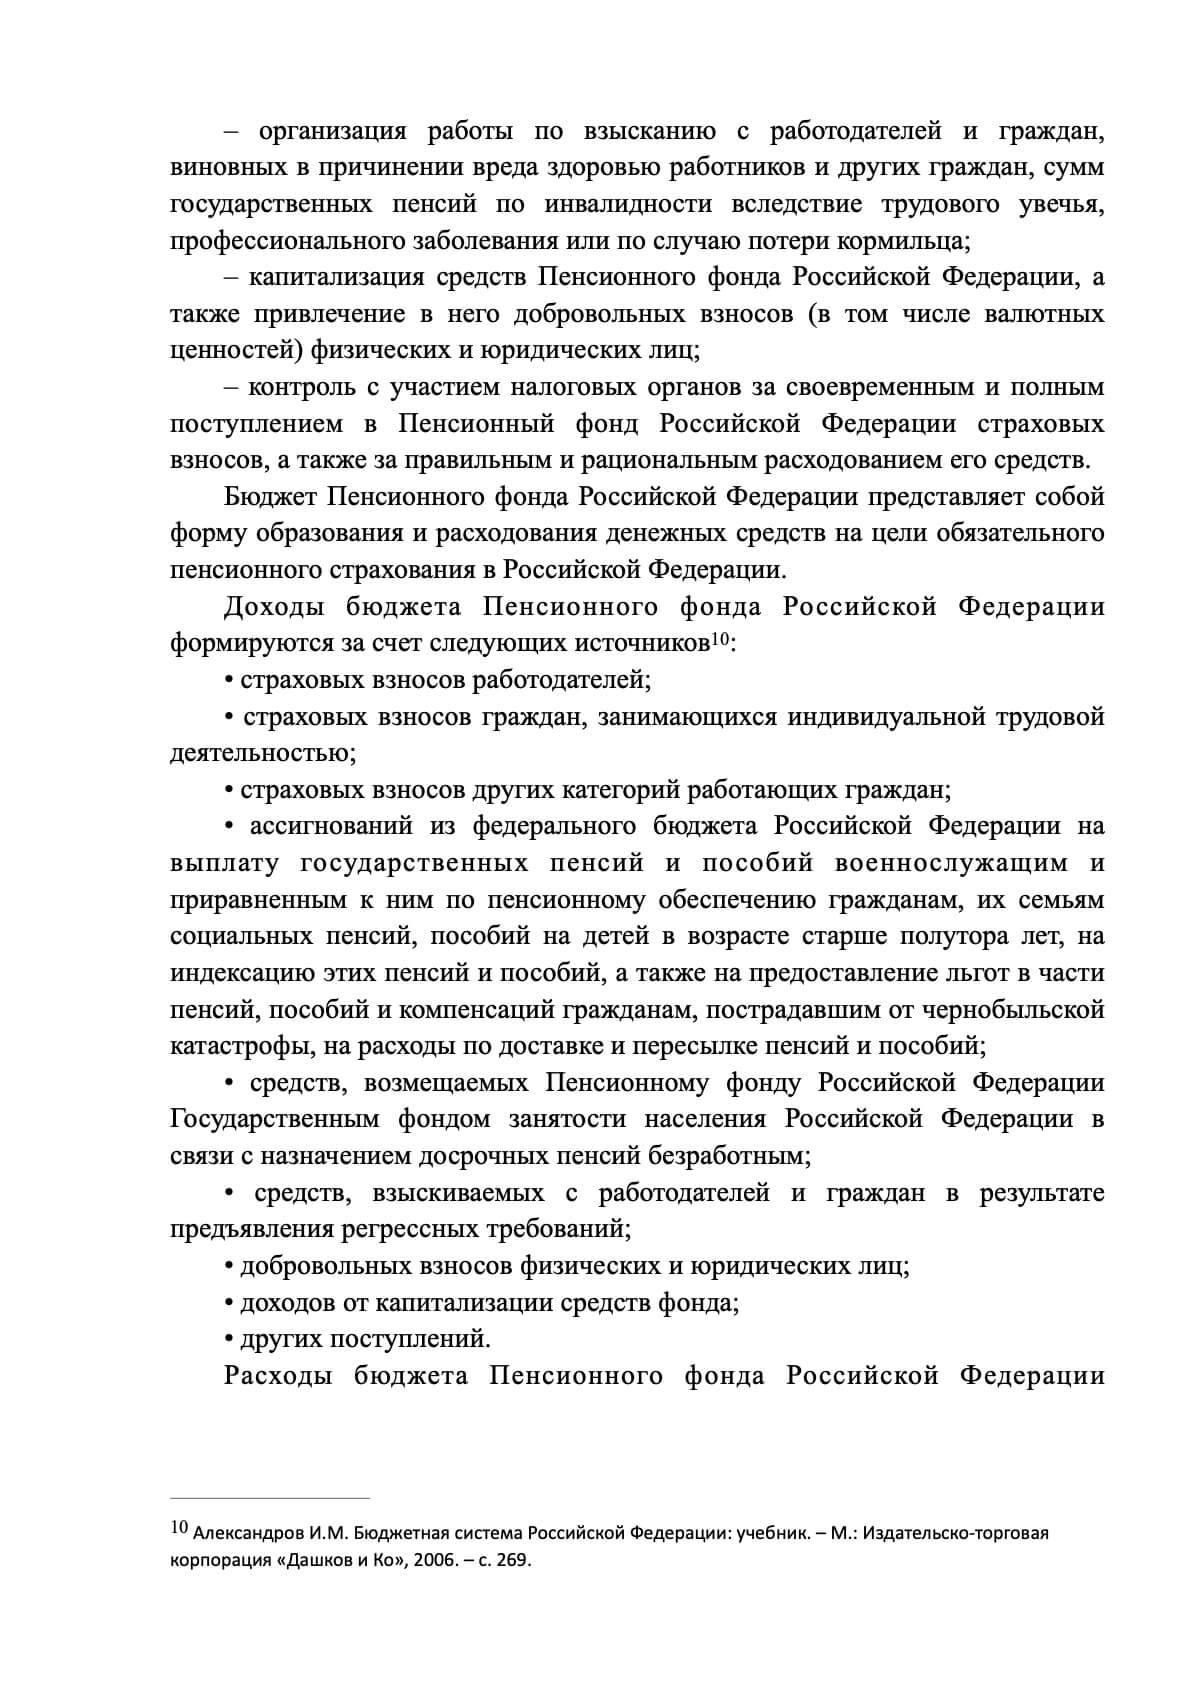 – организация работы по взысканию с работодателей и граждан,
виновных в причинении вреда здоровью работников и других граждан, сумм
государственных пенсий по инвалидности вследствие трудового увечья,
профессионального заболевания или по случаю потери кормильца;
– капитализация средств Пенсионного фонда Российской Федерации, а
также привлечение в него добровольных взносов (в том числе валютных
ценностей) физических и юридических лиц;
– контроль с участием налоговых органов за своевременным и полным
поступлением в Пенсионный фонд Российской Федерации страховых
взносов, а также за правильным и рациональным расходованием его средств.
Бюджет Пенсионного фонда Российской Федерации представляет собой
форму образования и расходования денежных средств на цели обязательного
пенсионного страхования в Российской Федерации.
Доходы бюджета Пенсионного фонда Российской Федерации
формируются за счет следующих источников10:
• страховых взносов работодателей;
• страховых взносов граждан, занимающихся индивидуальной трудовой
деятельностью;
• страховых взносов других категорий работающих граждан;
• ассигнований из федерального бюджета Российской Федерации на
выплату государственных пенсий и пособий военнослужащим и
приравненным к ним по пенсионному обеспечению гражданам, их семьям
социальных пенсий, пособий на детей в возрасте старше полутора лет, на
индексацию этих пенсий и пособий, а также на предоставление льгот в части
пенсий, пособий и компенсаций гражданам, пострадавшим от чернобыльской
катастрофы, на расходы по доставке и пересылке пенсий и пособий;
• средств, возмещаемых Пенсионному фонду Российской Федерации
Государственным фондом занятости населения Российской Федерации в
связи с назначением досрочных пенсий безработным;
• средств, взыскиваемых с работодателей и граждан в результате
предъявления регрессных требований;
• добровольных взносов физических и юридических лиц;
• доходов от капитализации средств фонда;
• других поступлений.
Расходы бюджета Пенсионного фонда Российской Федерации
10 Александров И.М. Бюджетная система Российской Федерации: учебник. – М.: Издательско-торговая
корпорация «Дашков и Ко», 2006. – с. 269.